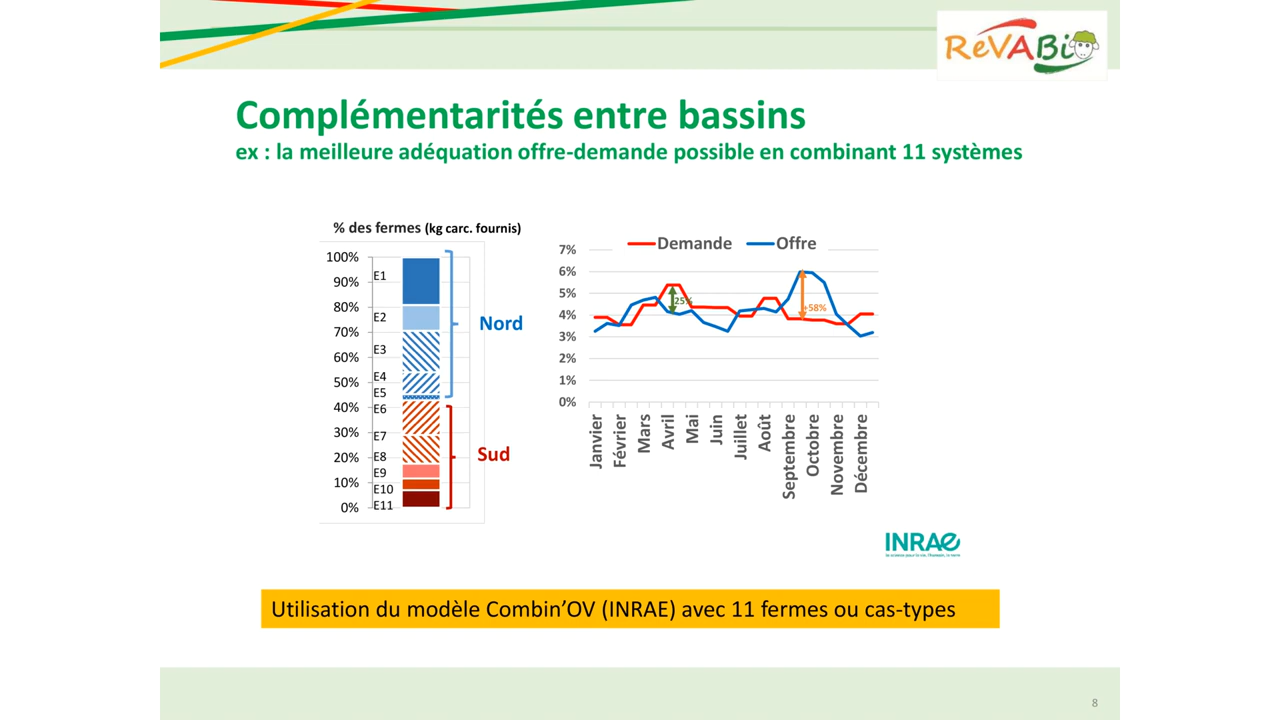 ReVABio
Complémentarités entre bassins
ex : la meilleure adéquation offre-demande possible en combinant 11 systèmes
% des fermes (kg carc. fournis)
100%
90%
80%
70%
60%
50%
40%
30%
20%
10%
0%
E1
E2
E3
E4
E5
E6
E7
E8
E9
E10
E11
Nord
Sud
Demande
Offre
7%
6%
5%
4%
3%
2%
1%
0%
25%
+58%
Janvier
Février
Mars
Avril
Mai
Juin
Juillet
Août
Septembre
Octobre
Novembre
Décembre
INRAE
Utilisation du modèle Combin’OV (INRAE) avec 11 fermes ou cas-types
8